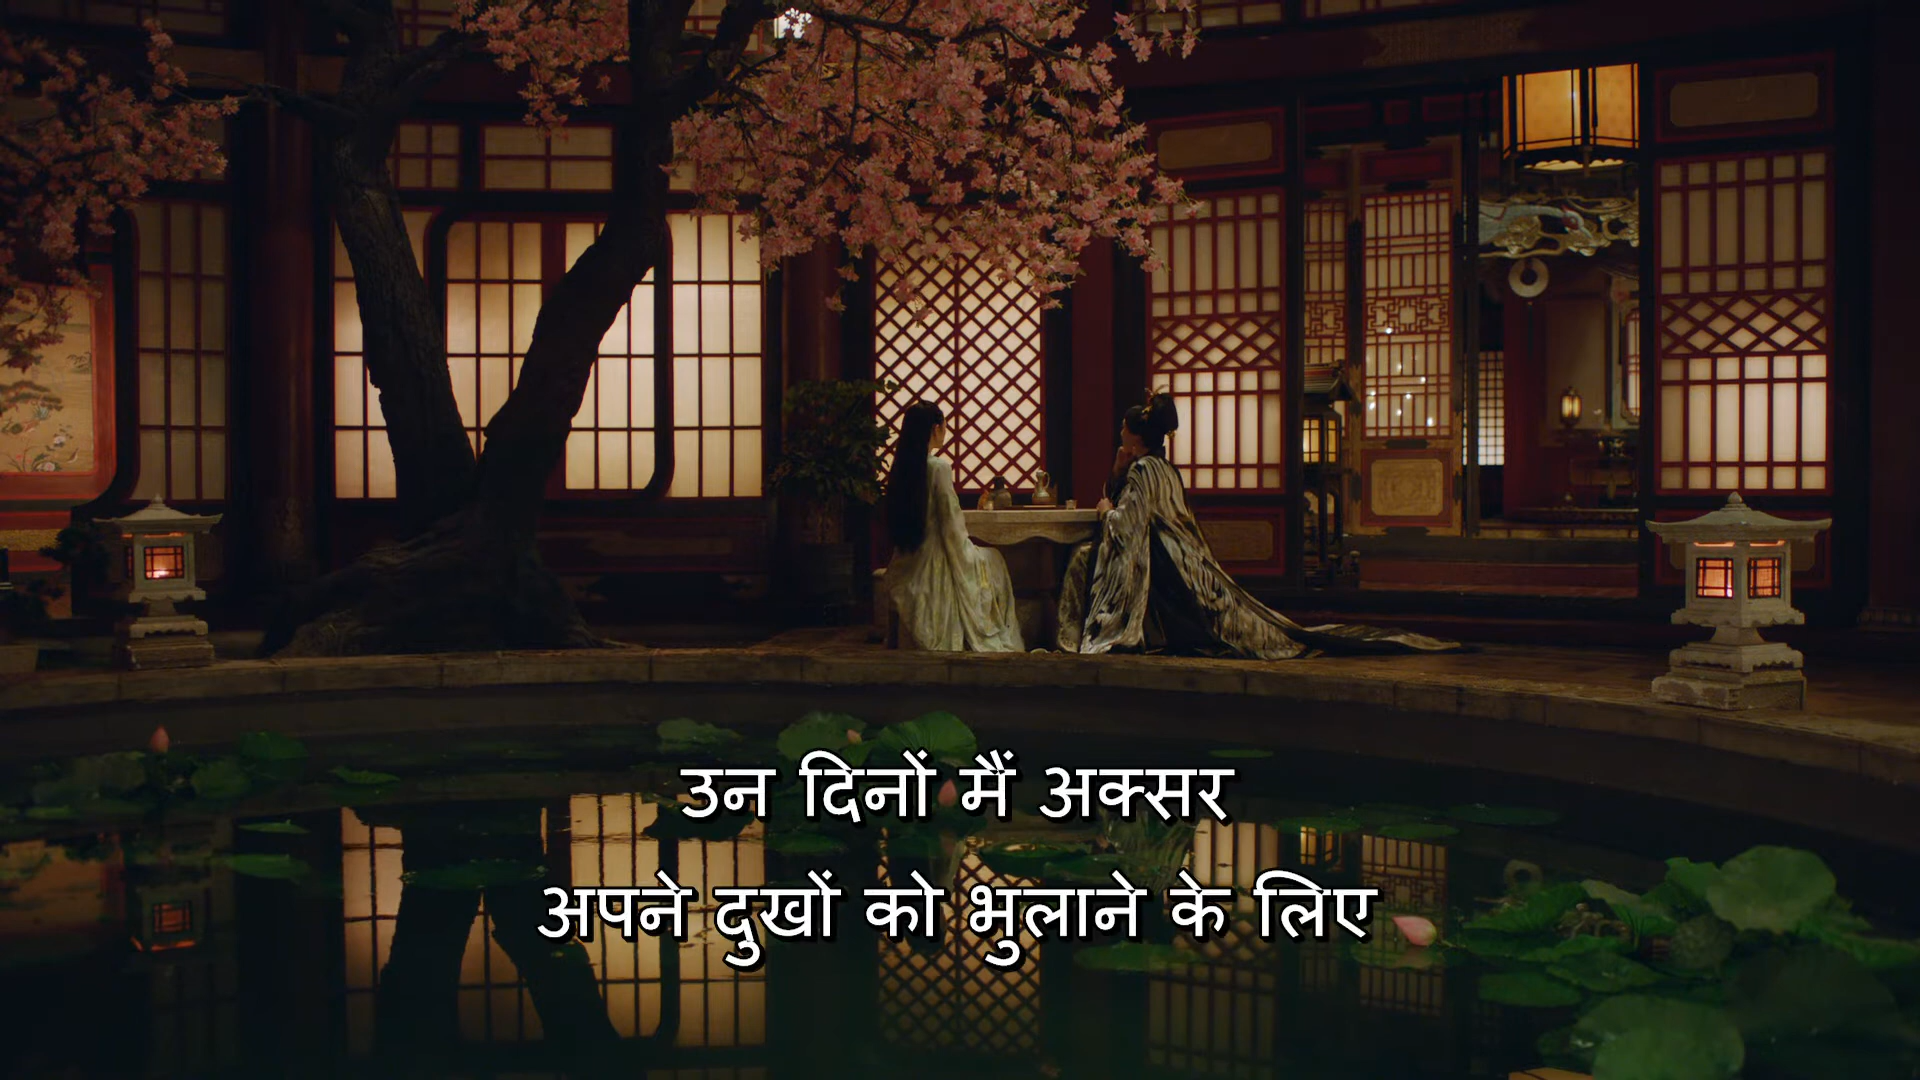 उन दिनों मैं अक्सर
अपने दुखों को भुलाने के लिए